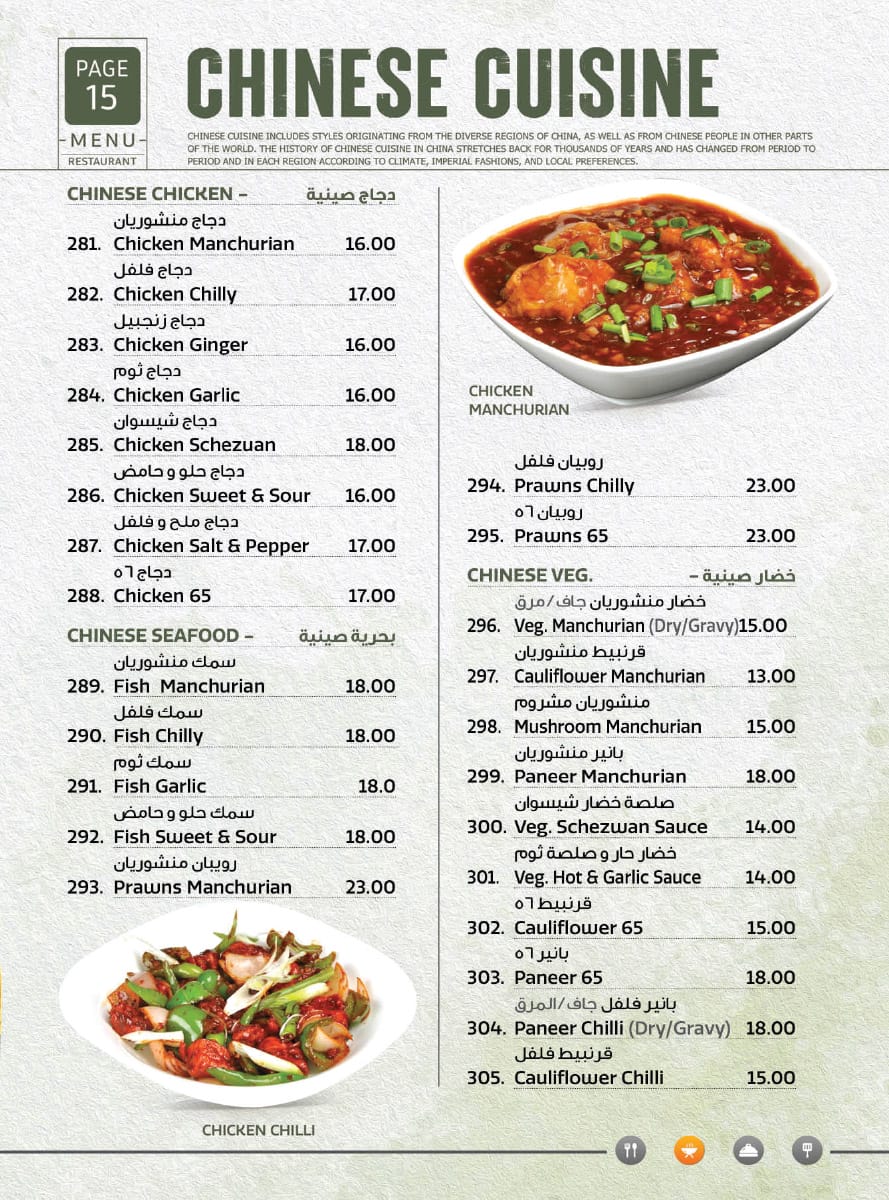 PAGE
15
MENU
RESTAURANT
CHINESE CUISINE
CHINESE CUISINE INCLUDES STYLES ORIGINATING FROM THE DIVERSE REGIONS OF CHINA, AS WELL AS FROM CHINESE PEOPLE IN OTHER PARTS
OF THE WORLD. THE HISTORY OF CHINESE CUISINE IN CHINA STRETCHES BACK FOR THOUSANDS OF YEARS AND HAS CHANGED FROM PERIOD TO
PERIOD AND IN EACH REGION ACCORDING TO CLIMATE, IMPERIAL FASHIONS, AND LOCAL PREFERENCES.
CHINESE CHICKEN – دجاج صينية
دجاج منشوريان
281. Chicken Manchurian 16.00
دجاج فلفل
282. Chicken Chilly 17.00
دجاج زنجبيل
283. Chicken Ginger 16.00
دجاج ثوم
284. Chicken Garlic 16.00
دجاج شيسوان
285. Chicken Schezuan 18.00
دجاج حلو و حامض
286. Chicken Sweet & Sour 16.00
دجاج ملح و فلفل
287. Chicken Salt & Pepper 17.00
دجاج ٦٥
288. Chicken 65 17.00
CHINESE SEAFOOD – بحرية صينية
سمك منشوريان
289. Fish Manchurian 18.00
سمك فلفل
290. Fish Chilly 18.00
سمك ثوم
291. Fish Garlic 18.0
سمك حلو و حامض
292. Fish Sweet & Sour 18.00
روبيان منشوريان
293. Prawns Manchurian 23.00
CHICKEN CHILLI
CHICKEN
MANCHURIAN
روبيان فلفل
294. Prawns Chilly 23.00
روبيان ٦٥
295. Prawns 65 23.00
CHINESE VEG. خضار صينية –
خضار منشوريان جاف/مرق
296. Veg. Manchurian (Dry/Gravy)15.00
قرنبيط منشوريان
297. Cauliflower Manchurian 13.00
منشوريان مشروم
298. Mushroom Manchurian 15.00
بانير منشوريان
299. Paneer Manchurian 18.00
صلصة خضار شيسوان
300. Veg. Schezwan Sauce 14.00
خضار حار و صلصة ثوم
301. Veg. Hot & Garlic Sauce 14.00
قرنبيط ٦٥
302. Cauliflower 65 15.00
بانير ٦٥
303. Paneer 65 18.00
بانير فلفل جاف/المرق
304. Paneer Chilli (Dry/Gravy) 18.00
قرنبيط فلفل
305. Cauliflower Chilli 15.00